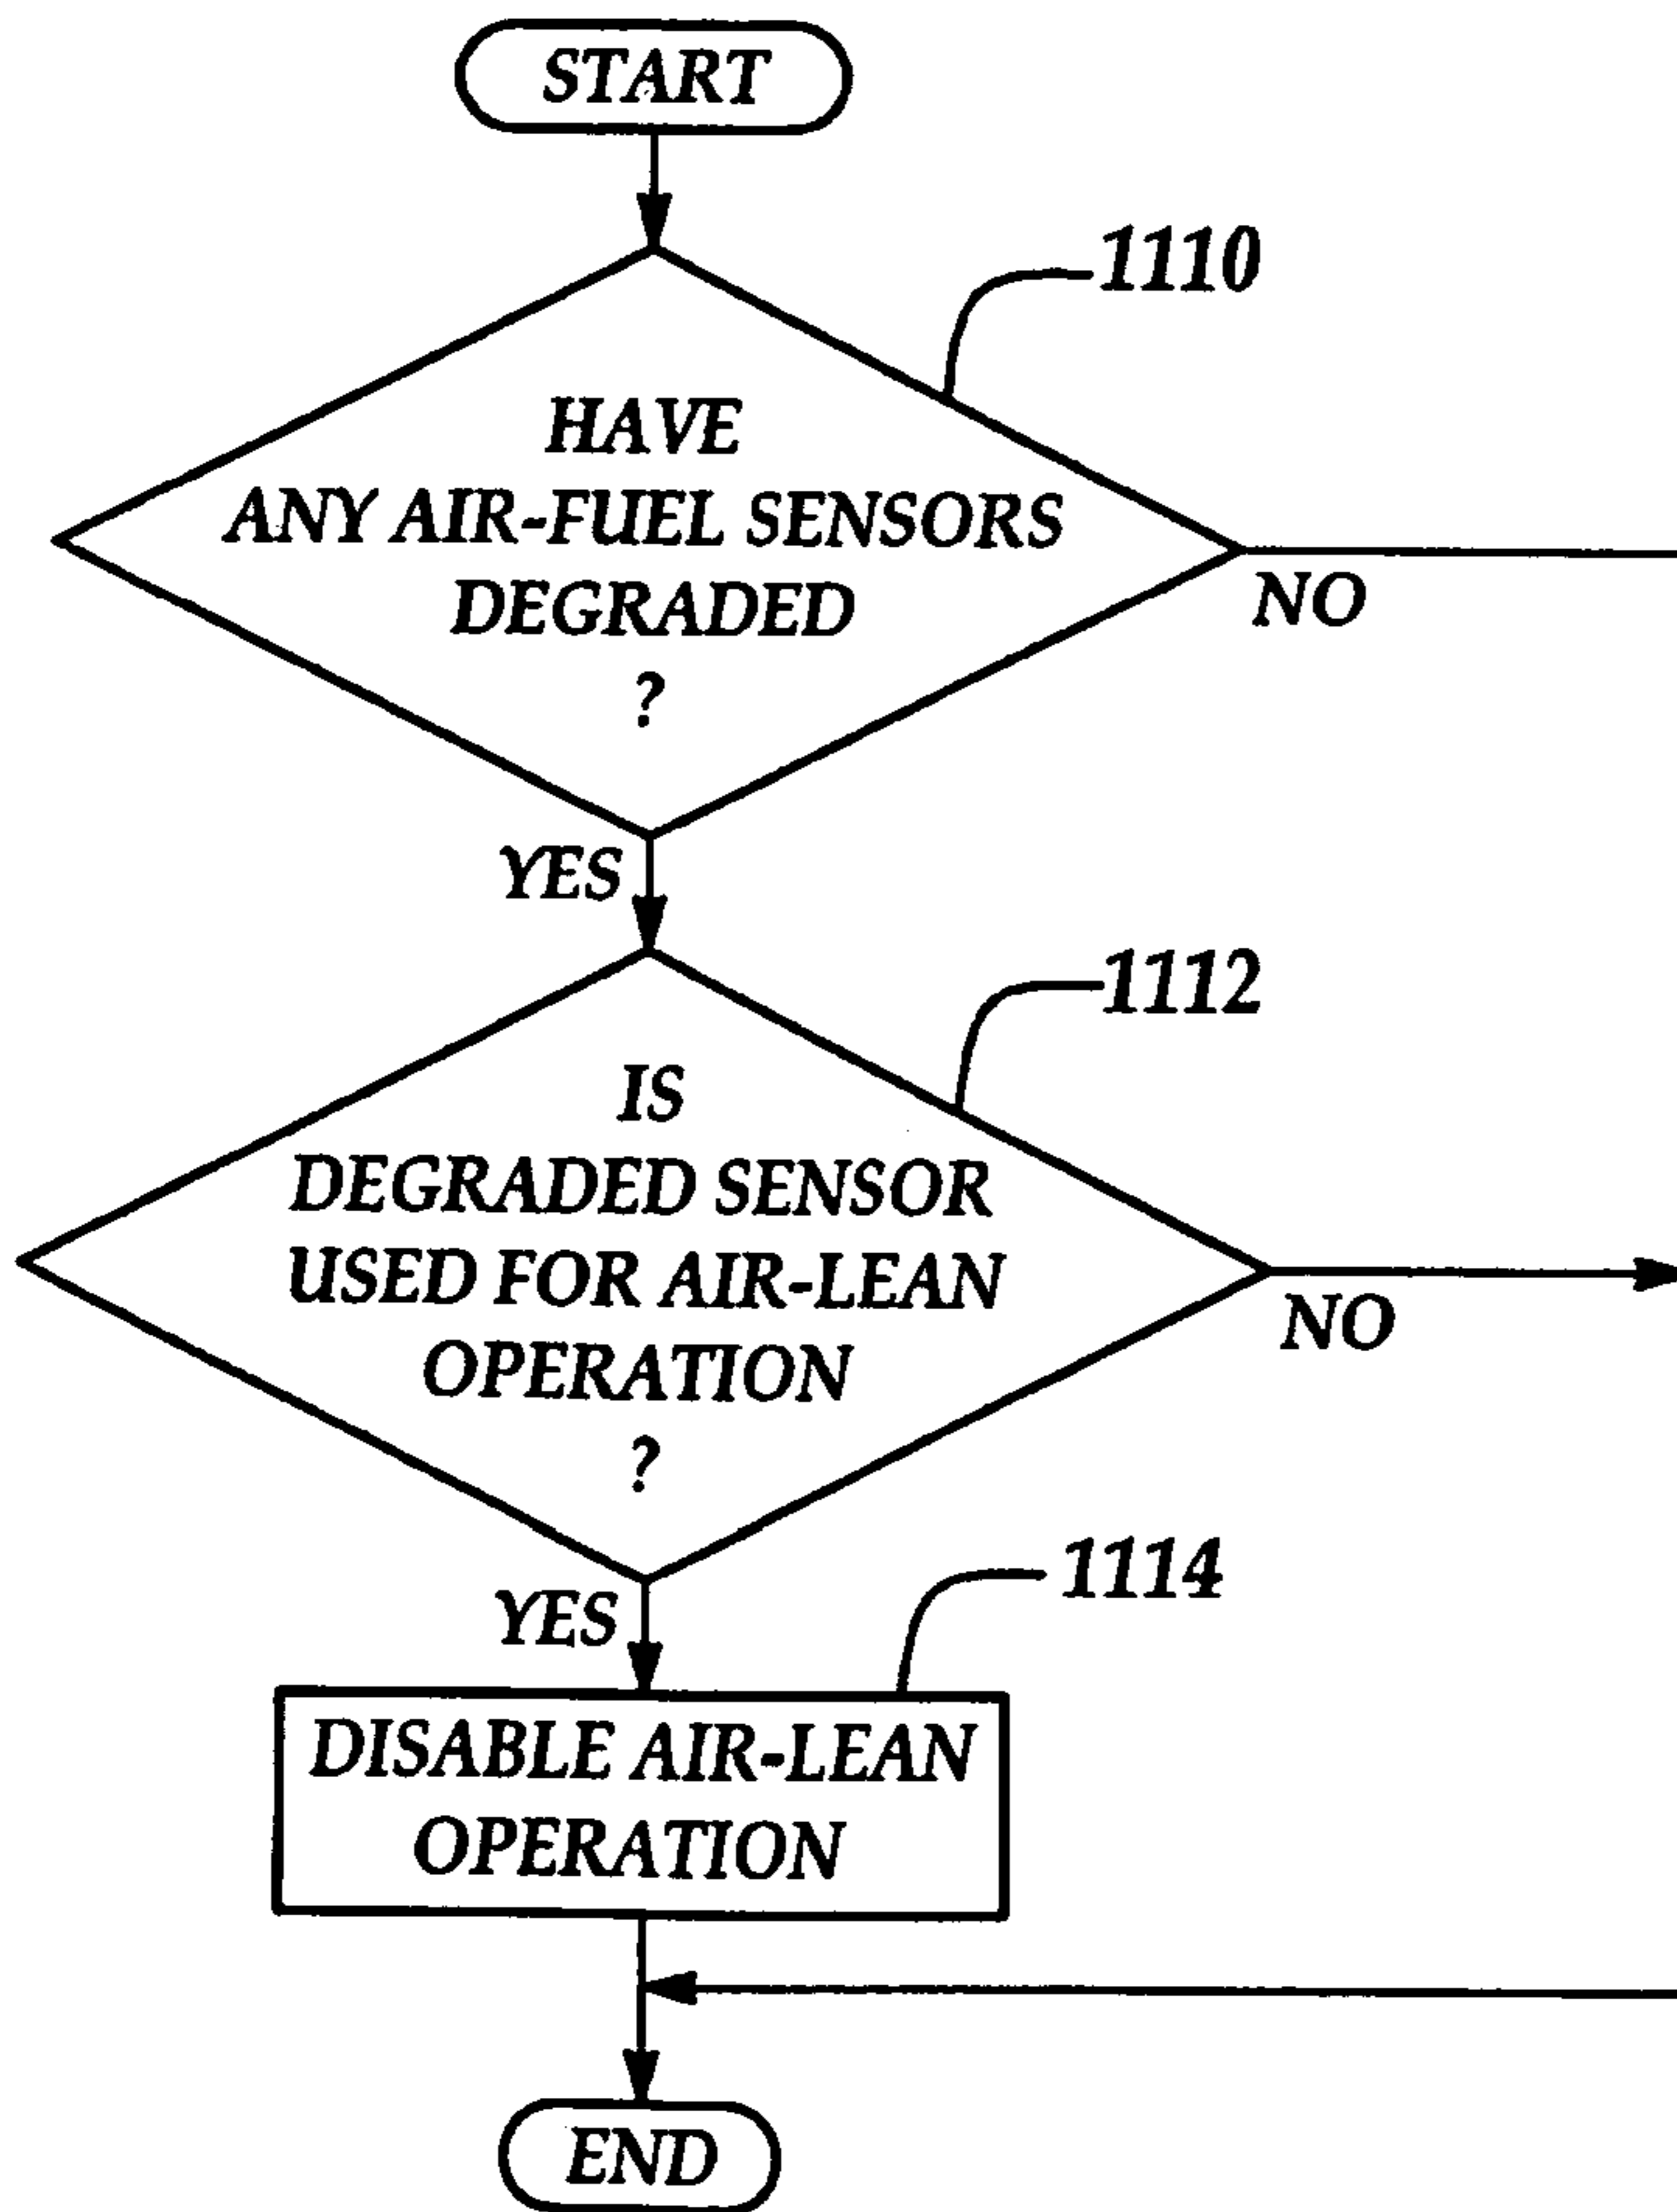 START
1110
HAVE
ANY AIR-FUEL SENSORS
DEGRADED
?
NO
YES
1112
IS
DEGRADED SENSOR
USED FOR AIR-LEAN
OPERATION
?
NO
YES
1114
DISABLE AIR-LEAN
OPERATION
END